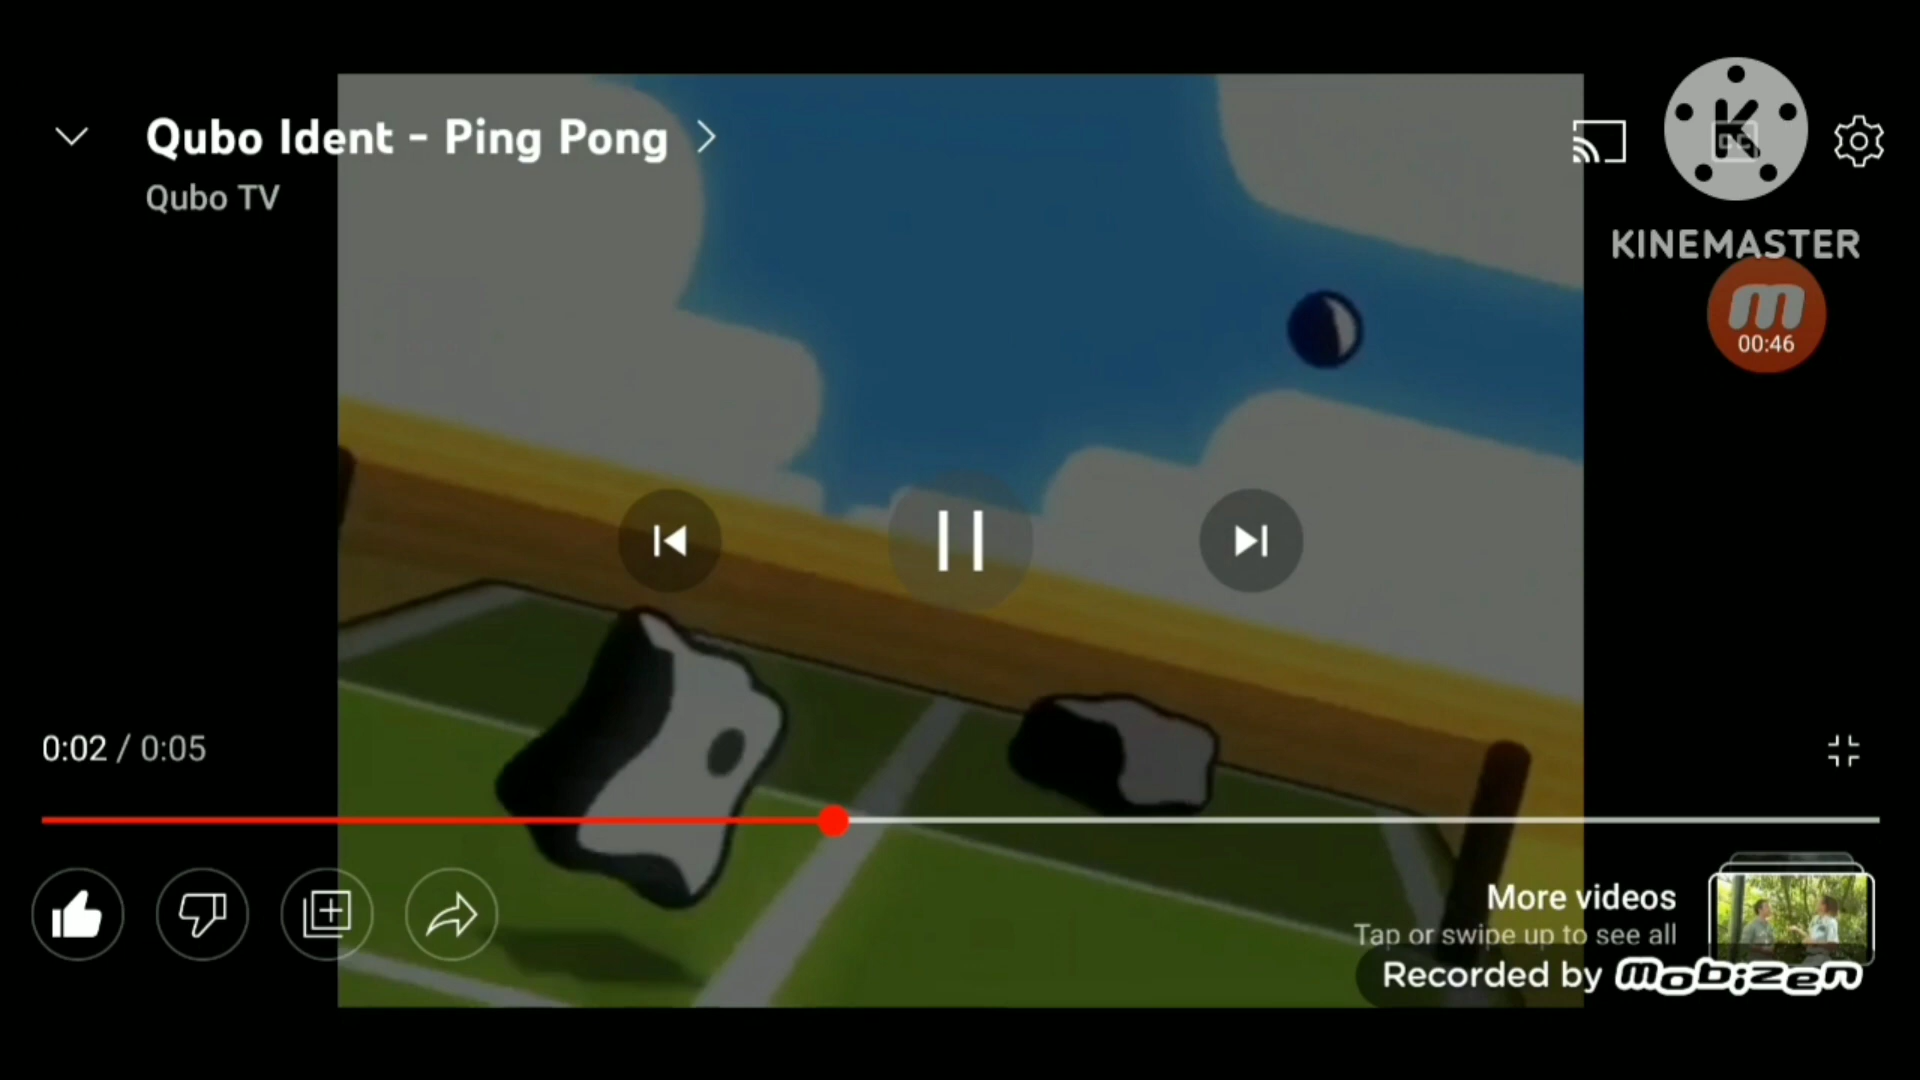 Qubo Ident - Ping Pong
Qubo TV
K
KINEMASTER
m
00:46
0:02 / 0:05
More videos
Tap or swipe up to see all
Recorded by mobizen